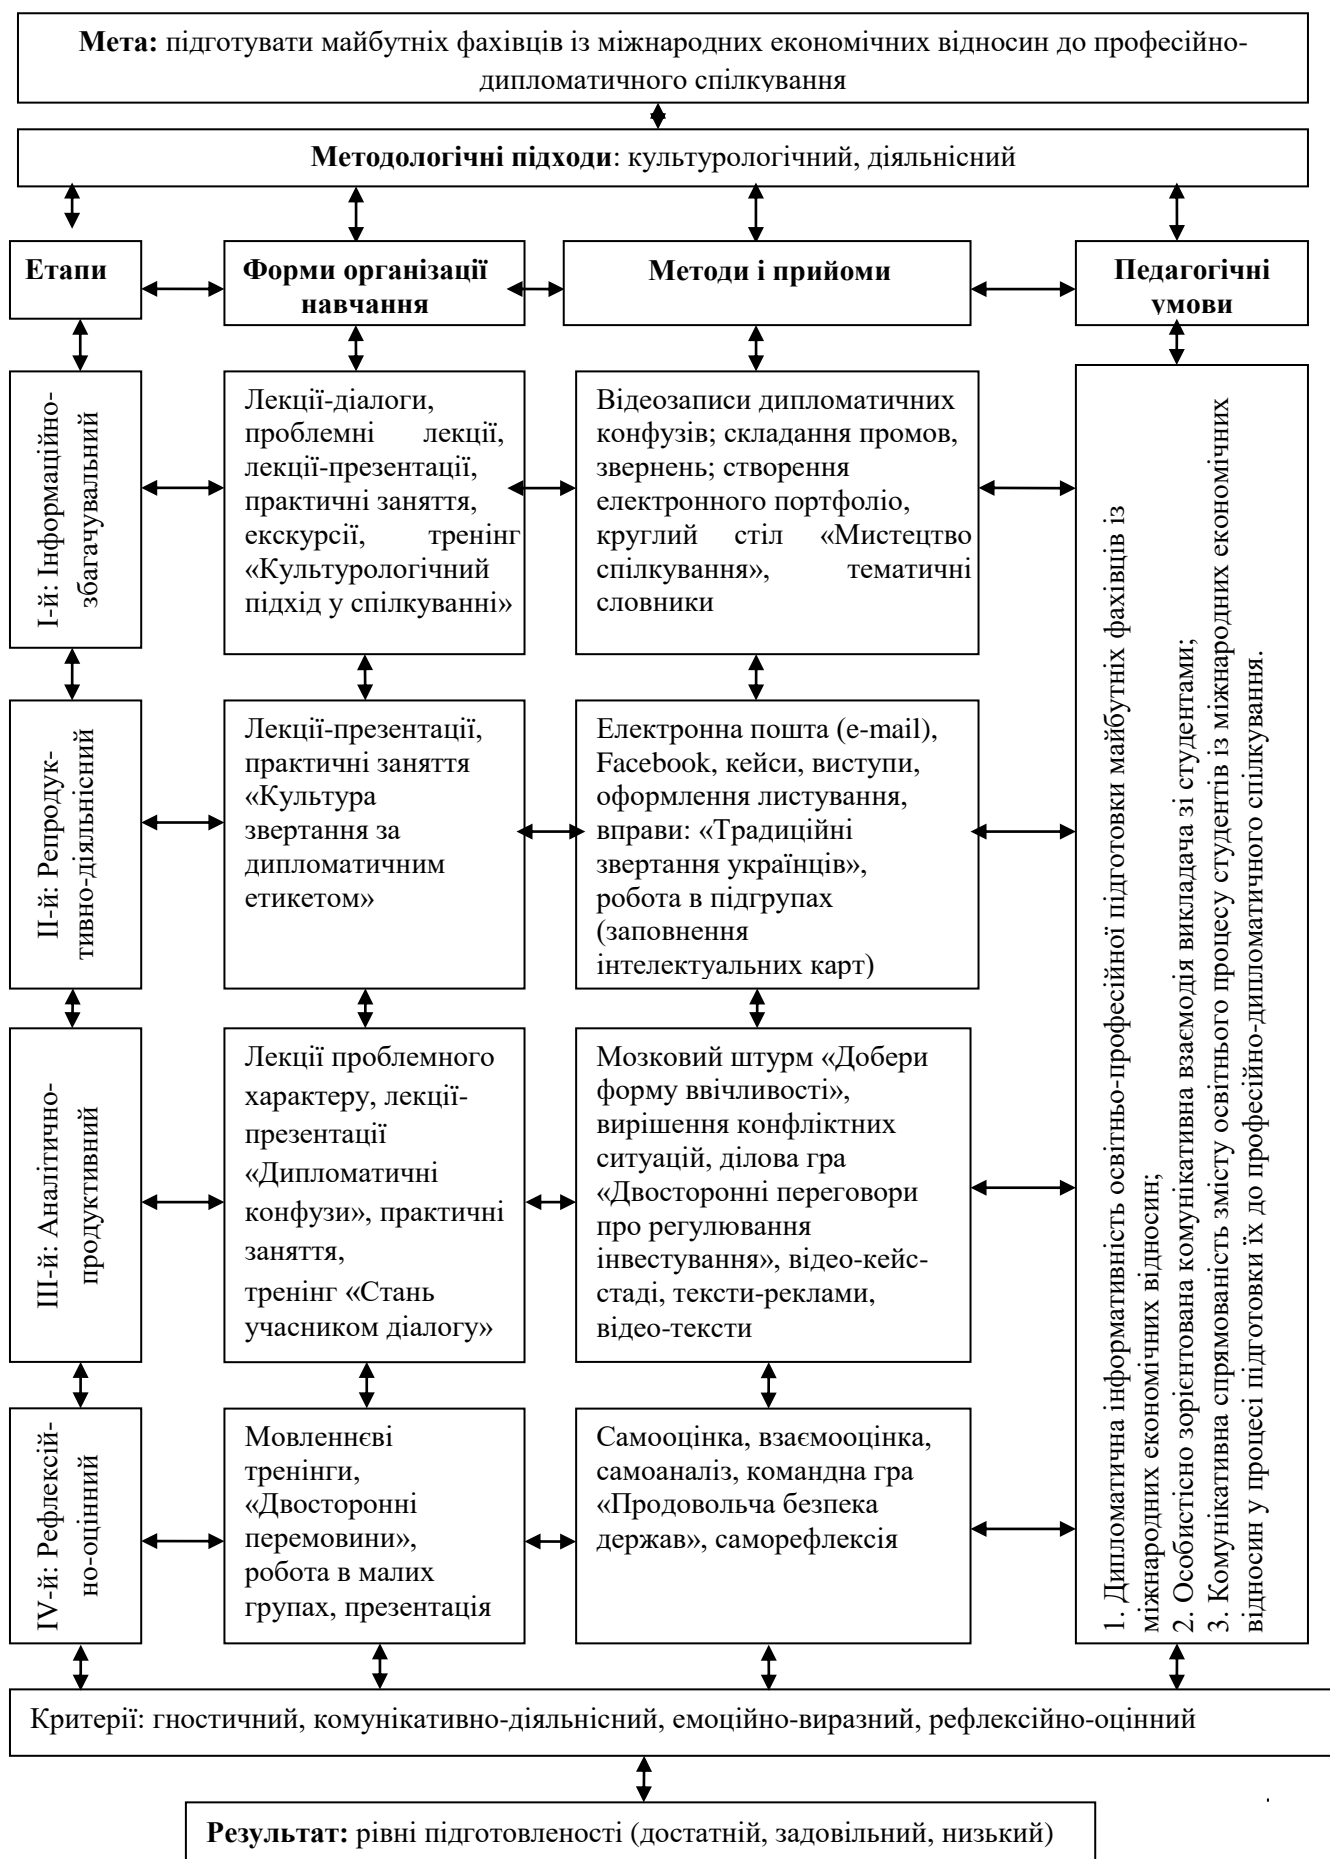 Мета: підготувати майбутніх фахівців із міжнародних економічних відносин до професійно-
дипломатичного спілкування
Методологічні підходи: культурологічний, діяльнісний
Етапи
Форми організації
навчання
Методи і прийоми
Педагогічні
умови
І-й: Інформаційно-
збагачувальний
Лекції-діалоги,
проблемні лекції,
лекції-презентації,
практичні заняття,
екскурсії, тренінг
«Культурологічний
підхід у спілкуванні»
Відеозаписи дипломатичних
конфузів; складання промов,
звернень; створення
електронного портфоліо,
круглий стіл «Мистецтво
спілкування», тематичні
словники
ІІ-й: Репродук-
тивно-діяльнісний
Лекції-презентації,
практичні заняття
«Культура
звертання за
дипломатичним
етикетом»
Електронна пошта (e-mail),
Facebook, кейси, виступи,
оформлення листування,
вправи: «Традиційні
звертання українців»,
робота в підгрупах
(заповнення
інтелектуальних карт)
ІІІ-й: Аналітично-
продуктивний
Лекції проблемного
характеру, лекції-
презентації
«Дипломатичні
конфузи», практичні
заняття,
тренінг «Стань
учасником діалогу»
Мозковий штурм «Добери
форму ввічливості»,
вирішення конфліктних
ситуацій, ділова гра
«Двосторонні переговори
про регулювання
інвестування», відео-кейс-
стаді, тексти-реклами,
відео-тексти
IV-й: Рефлексій-
но-оцінний
Мовленнєві
тренінги,
«Двосторонні
перемовини»,
робота в малих
групах, презентація
Самооцінка, взаємооцінка,
самоаналіз, командна гра
«Продовольча безпека
держав», саморефлексія
1. Дипломатична інформативність освітньо-професійної підготовки майбутніх фахівців із
міжнародних економічних відносин;
2. Особистісно зорієнтована комунікативна взаємодія викладача зі студентами;
3. Комунікативна спрямованість змісту освітнього процесу студентів із міжнародних економічних
відносин у процесі підготовки їх до професійно-дипломатичного спілкування.
Критерії: гностичний, комунікативно-діяльнісний, емоційно-виразний, рефлексійно-оцінний
Результат: рівні підготовленості (достатній, задовільний, низький)